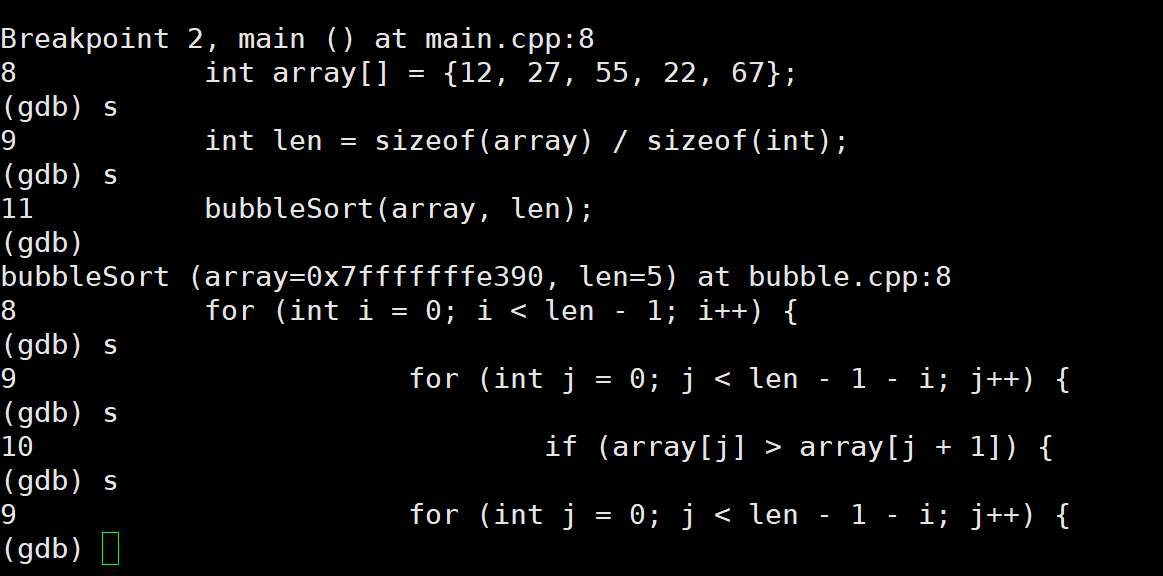 Breakpoint 2, main () at main.cpp:8
8           int array[] = {12, 27, 55, 22, 67};
(gdb) s
9           int len = sizeof(array) / sizeof(int);
(gdb) s
11          bubbleSort(array, len);
(gdb)
bubbleSort (array=0x7fffffffe390, len=5) at bubble.cpp:8
8           for (int i = 0; i < len - 1; i++) {
(gdb) s
9                       for (int j = 0; j < len - 1 - i; j++) {
(gdb) s
10                              if (array[j] > array[j + 1]) {
(gdb) s
9                       for (int j = 0; j < len - 1 - i; j++) {
(gdb)